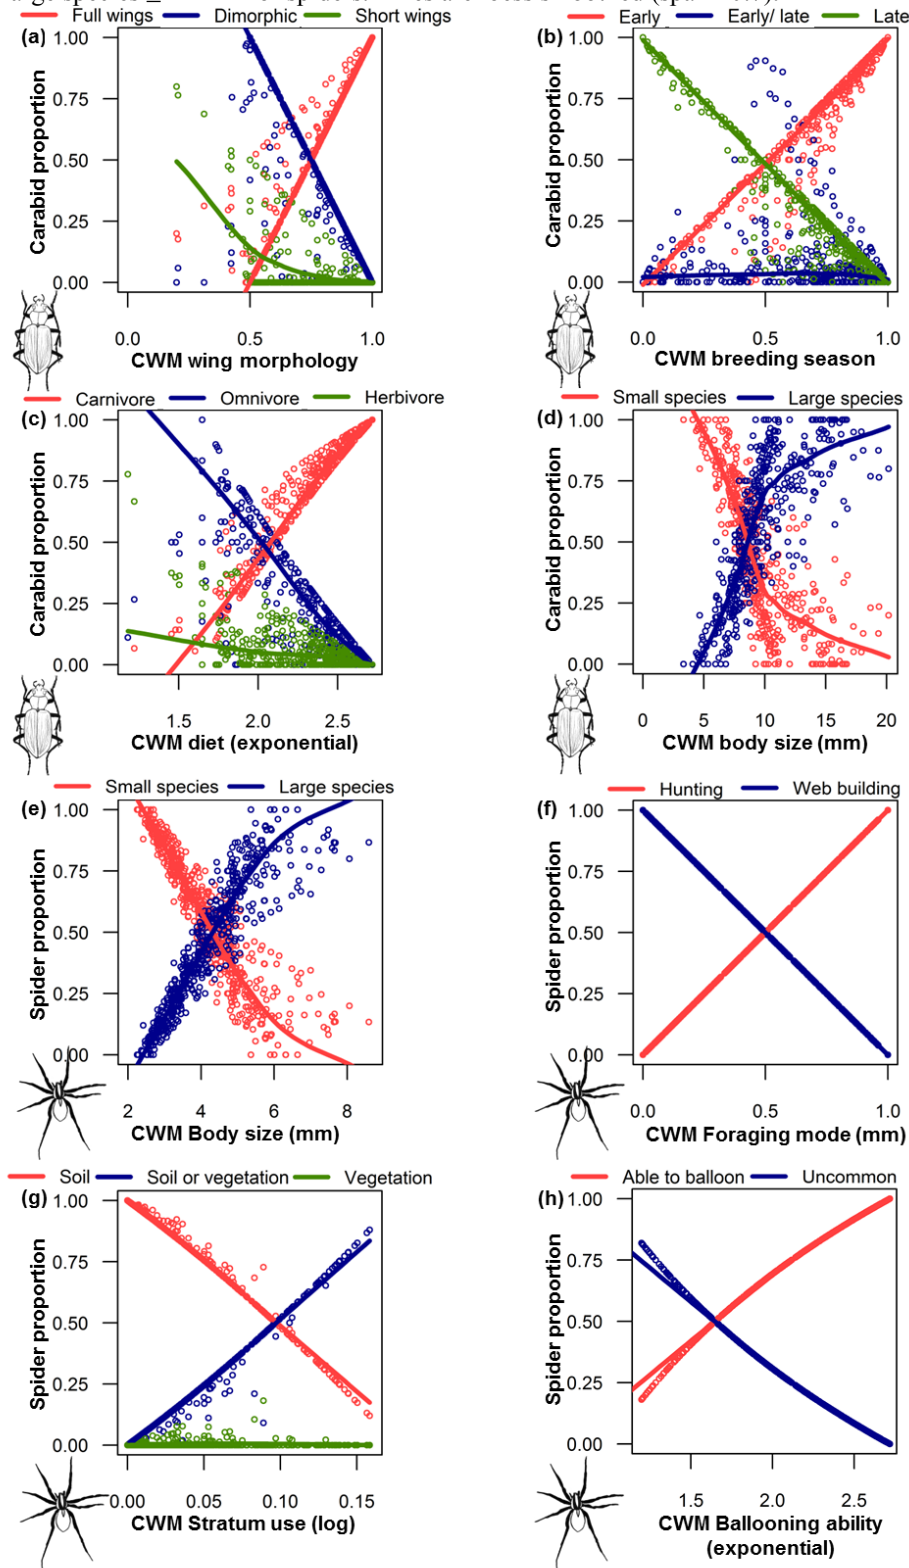 Full wings Dimorphic Short wings
(a)
1.00
0.75
0.50
0.25
0.00
Carabid proportion
0.0 0.5 1.0
CWM wing morphology
Early Early/ late Late
(b)
1.00
0.75
0.50
0.25
0.00
Carabid proportion
0.0 0.5 1.0
CWM breeding season
Carnivore Omnivore Herbivore
(c)
1.00
0.75
0.50
0.25
0.00
Carabid proportion
1.5 2.0 2.5
CWM diet (exponential)
Small species Large species
(d)
1.00
0.75
0.50
0.25
0.00
Carabid proportion
0 5 10 15 20
CWM body size (mm)
Small species Large species
(e)
1.00
0.75
0.50
0.25
0.00
Spider proportion
2 4 6 8
CWM Body size (mm)
Hunting Web building
(f)
1.00
0.75
0.50
0.25
0.00
Spider proportion
0.0 0.5 1.0
CWM Foraging mode (mm)
Soil Soil or vegetation Vegetation
(g)
1.00
0.75
0.50
0.25
0.00
Spider proportion
0.00 0.05 0.10 0.15
CWM Stratum use (log)
Able to balloon Uncommon
(h)
1.00
0.75
0.50
0.25
0.00
Spider proportion
1.5 2.0 2.5
CWM Ballooning ability
(exponential)